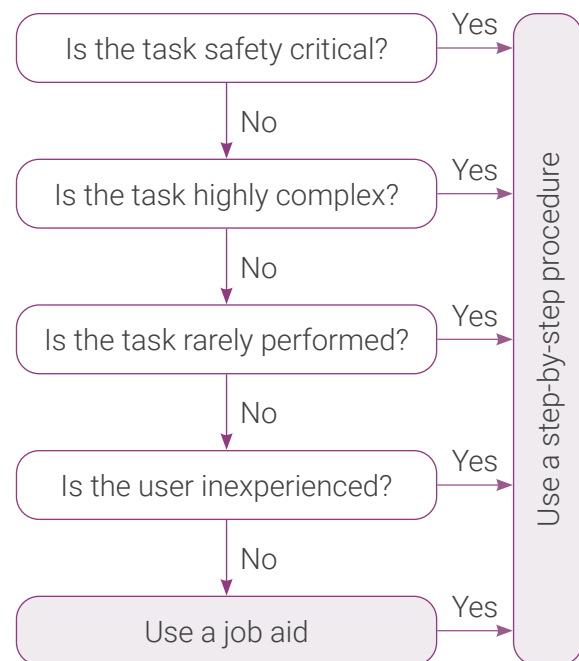 Is the task safety critical?
Yes
No
Is the task highly complex?
Yes
No
Is the task rarely performed?
Yes
No
Is the user inexperienced?
Yes
No
Use a job aid
Yes
Use a step-by-step procedure